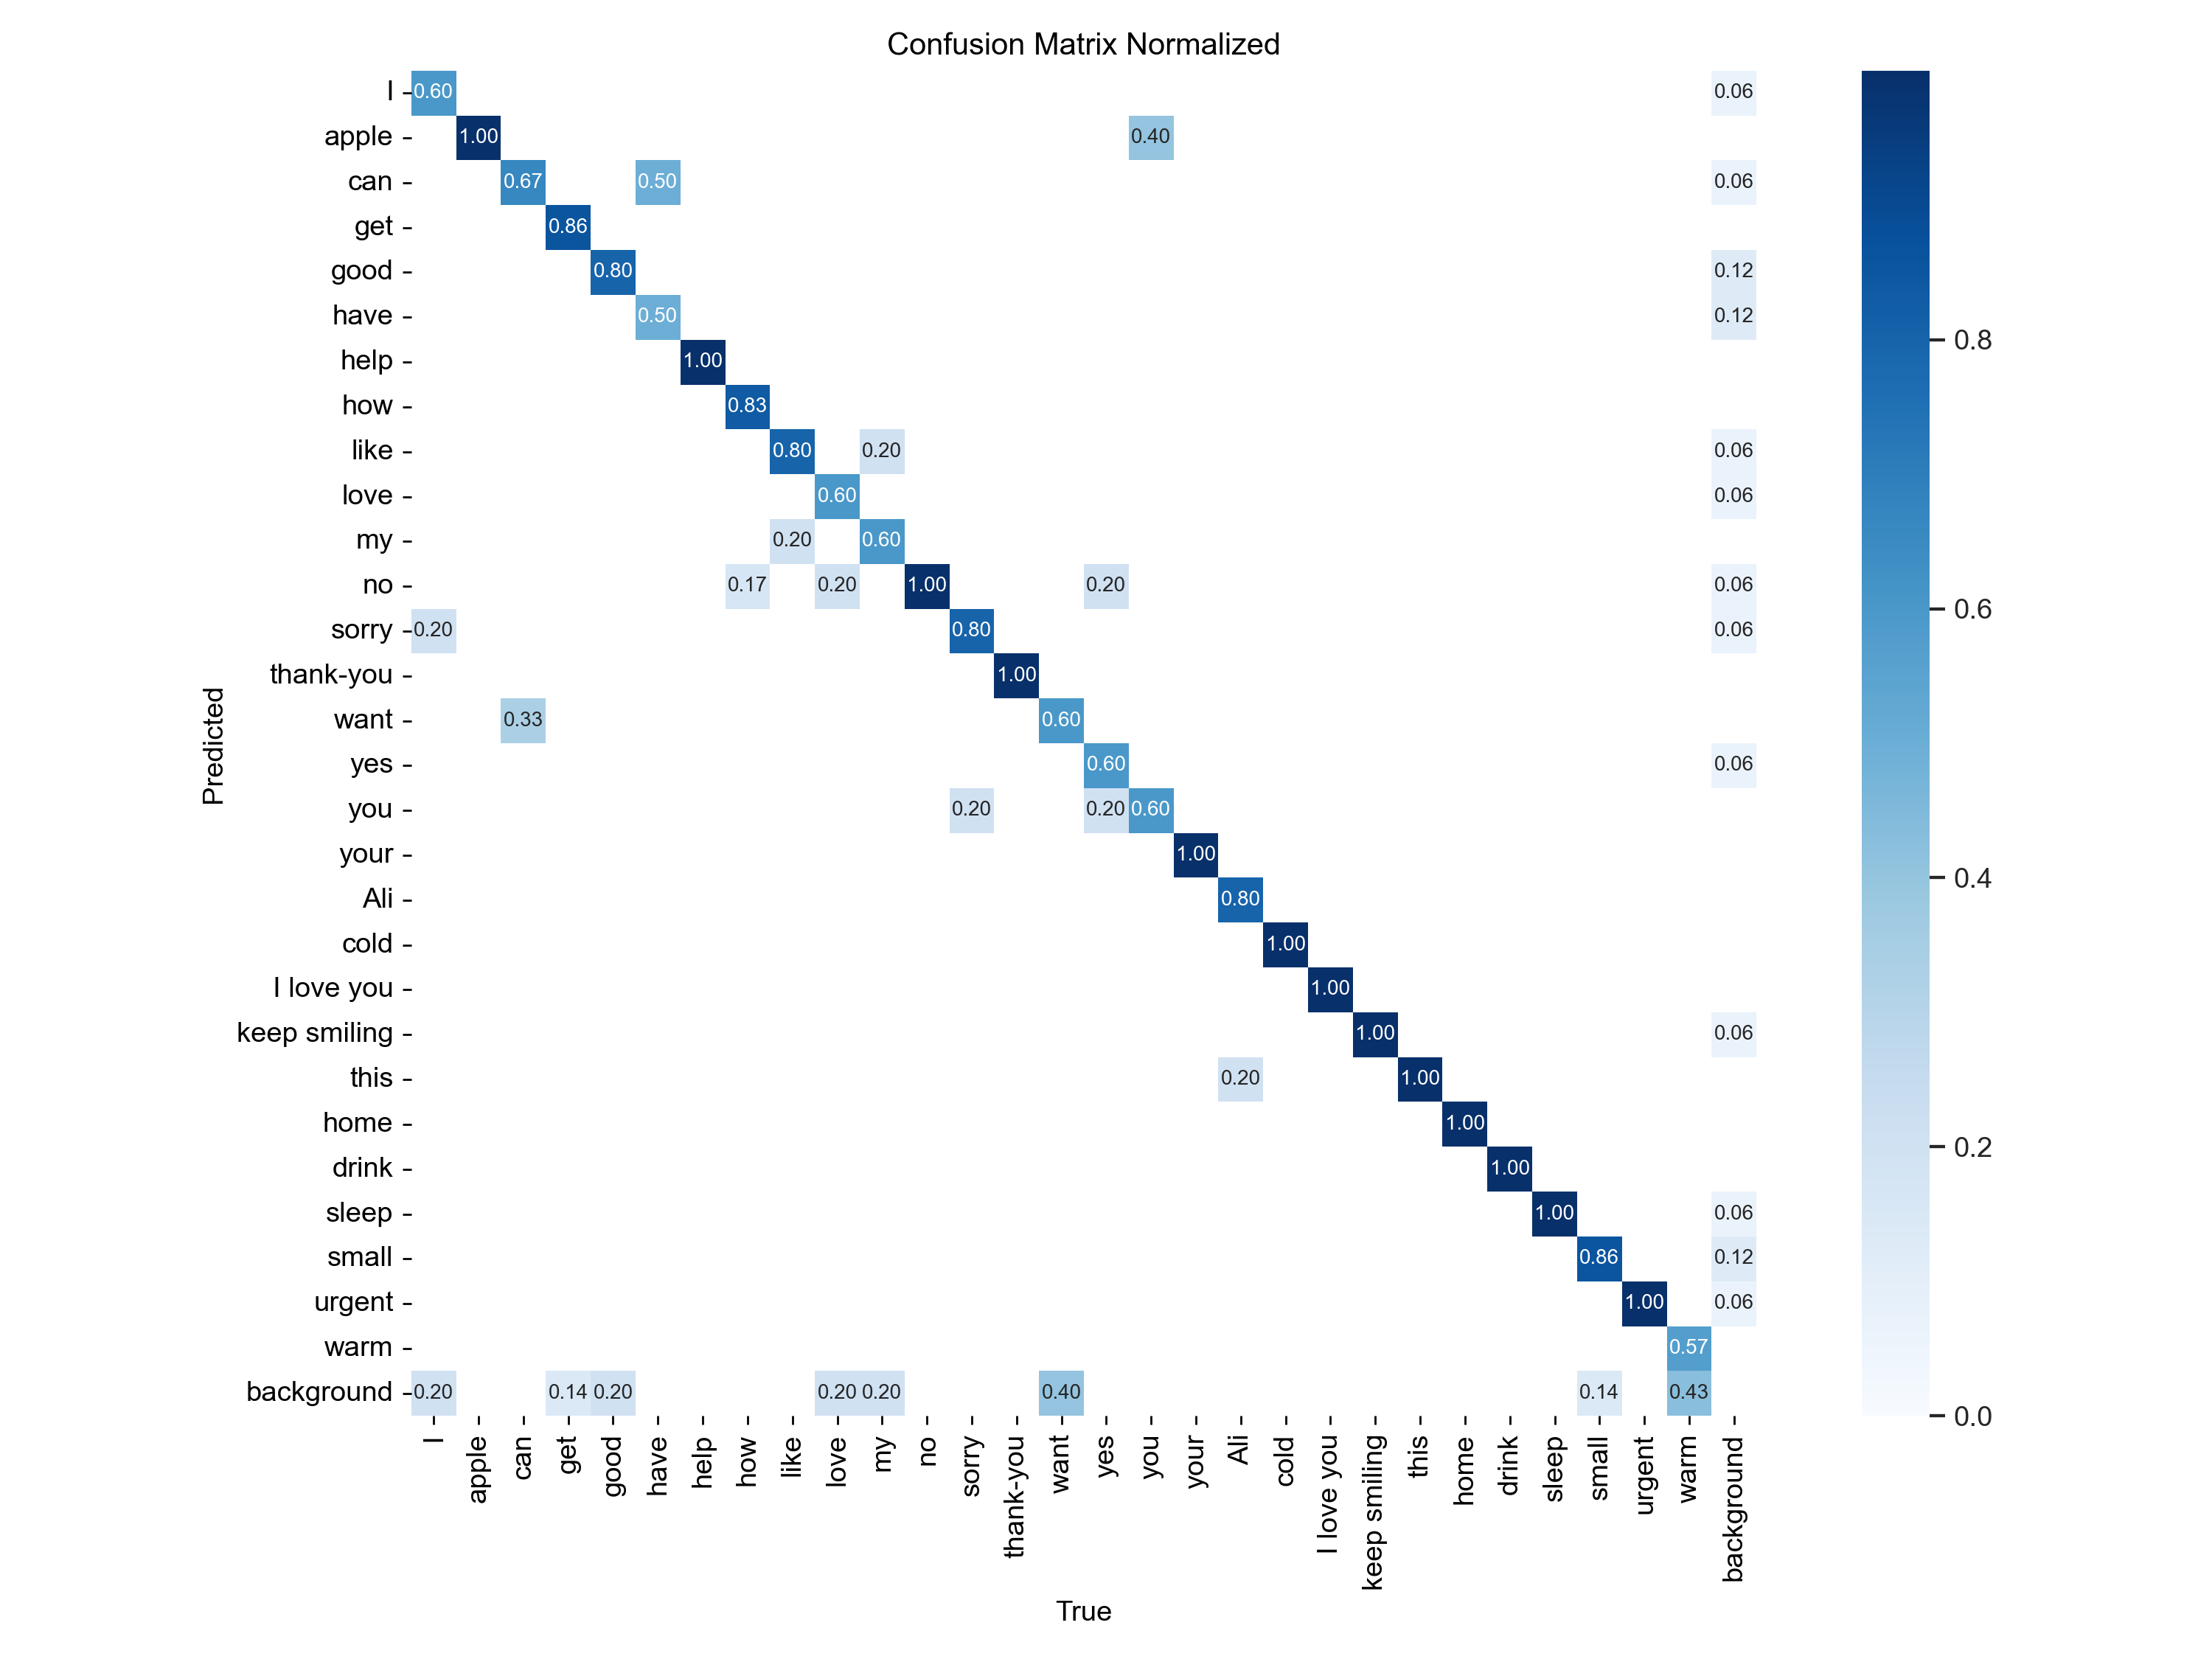 Confusion Matrix Normalized
I 0.60 0.06
apple 1.00 0.40
can 0.67 0.50 0.06
get 0.86
good 0.80 0.12
have 0.50 0.12
help 1.00
how 0.83
like 0.80 0.20 0.06
love 0.60 0.06
my 0.20 0.60
no 0.17 0.20 1.00 0.20 0.06
sorry 0.20 0.80 0.06
thank-you 1.00
want 0.33 0.60
yes 0.60 0.06
you 0.20 0.20 0.60
your 1.00
Ali 0.80
cold 1.00
I love you 1.00
keep smiling 1.00 0.06
this 0.20 1.00
home 1.00
drink 1.00
sleep 1.00 0.06
small 0.86 0.12
urgent 1.00 0.06
warm 0.57
background 0.20 0.14 0.20 0.20 0.20 0.40 0.14 0.43
Predicted
I
apple
can
get
good
have
help
how
like
love
my
no
sorry
thank-you
want
yes
you
your
Ali
cold
I love you
keep smiling
this
home
drink
sleep
small
urgent
warm
background
True
0.8
0.6
0.4
0.2
0.0